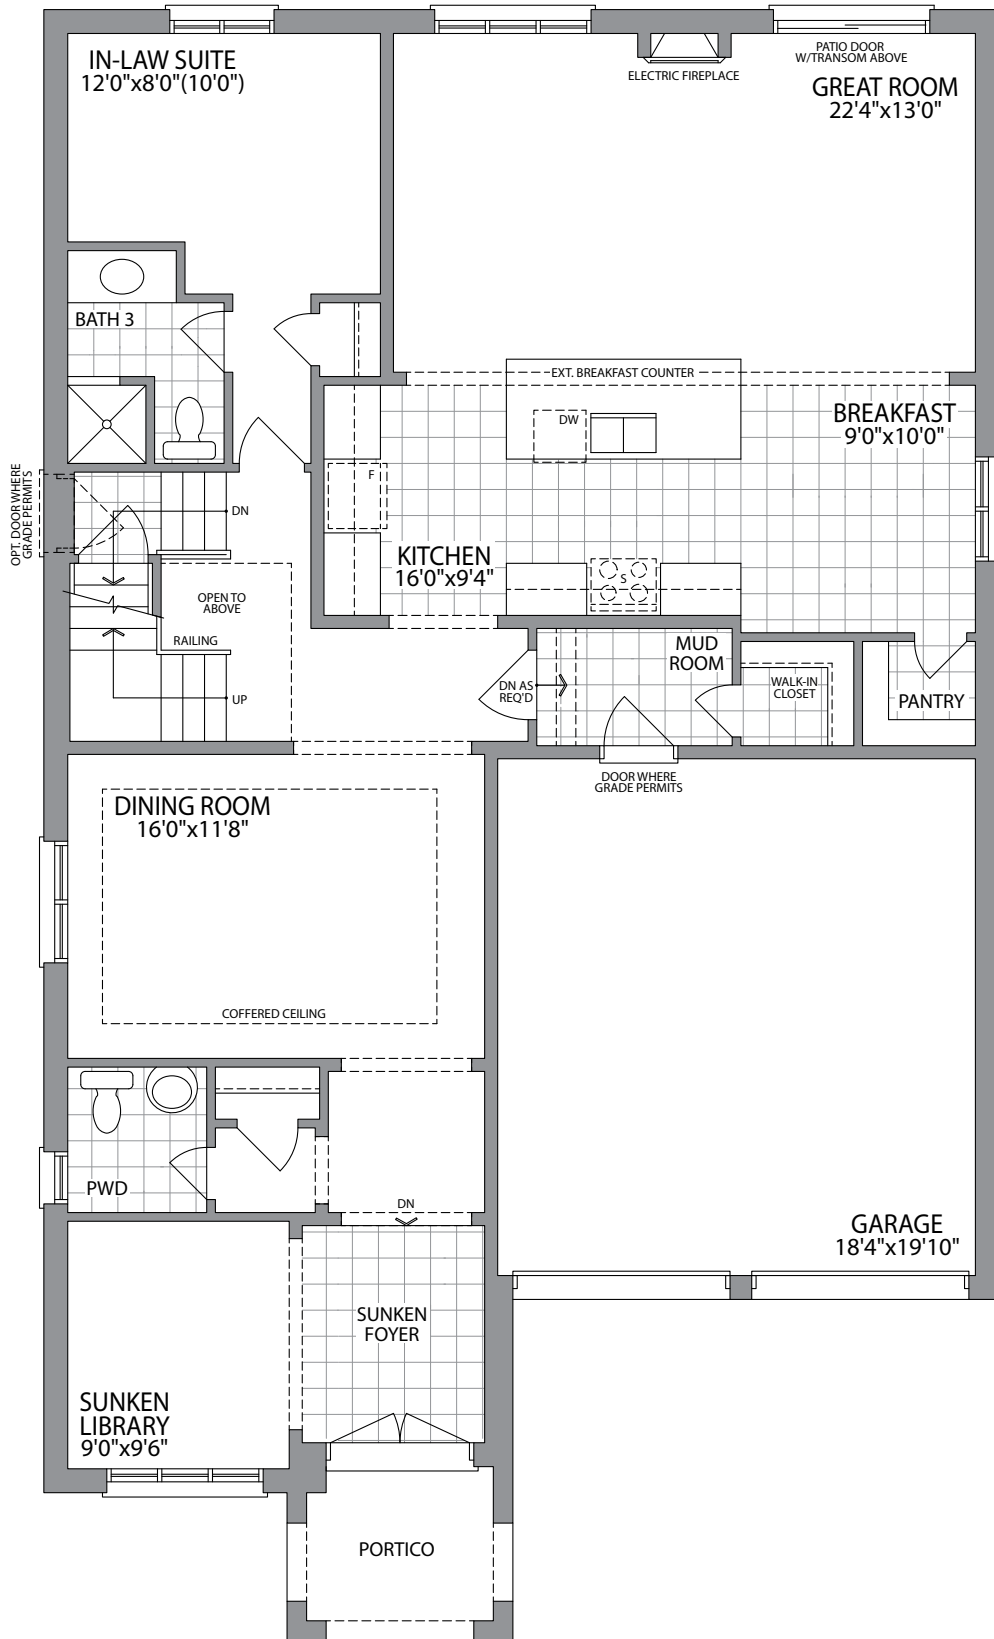 IN-LAW SUITE
12'0"x8'0"(10'0")
ELECTRIC FIREPLACE
PATIO DOOR
W/TRANSOM ABOVE
GREAT ROOM
22'4"x13'0"
BATH 3
EXT. BREAKFAST COUNTER
DW
BREAKFAST
9'0"x10'0"
F
OPT. DOOR WHERE
GRADE PERMITS
DN
KITCHEN
16'0"x9'4"
S
OPEN TO
ABOVE
RAILING
UP
DN AS
REQ'D
MUD
ROOM
WALK-IN
CLOSET
PANTRY
DOOR WHERE
GRADE PERMITS
DINING ROOM
16'0"x11'8"
COFFERED CEILING
PWD
DN
GARAGE
18'4"x19'10"
SUNKEN
FOYER
SUNKEN
LIBRARY
9'0"x9'6"
PORTICO